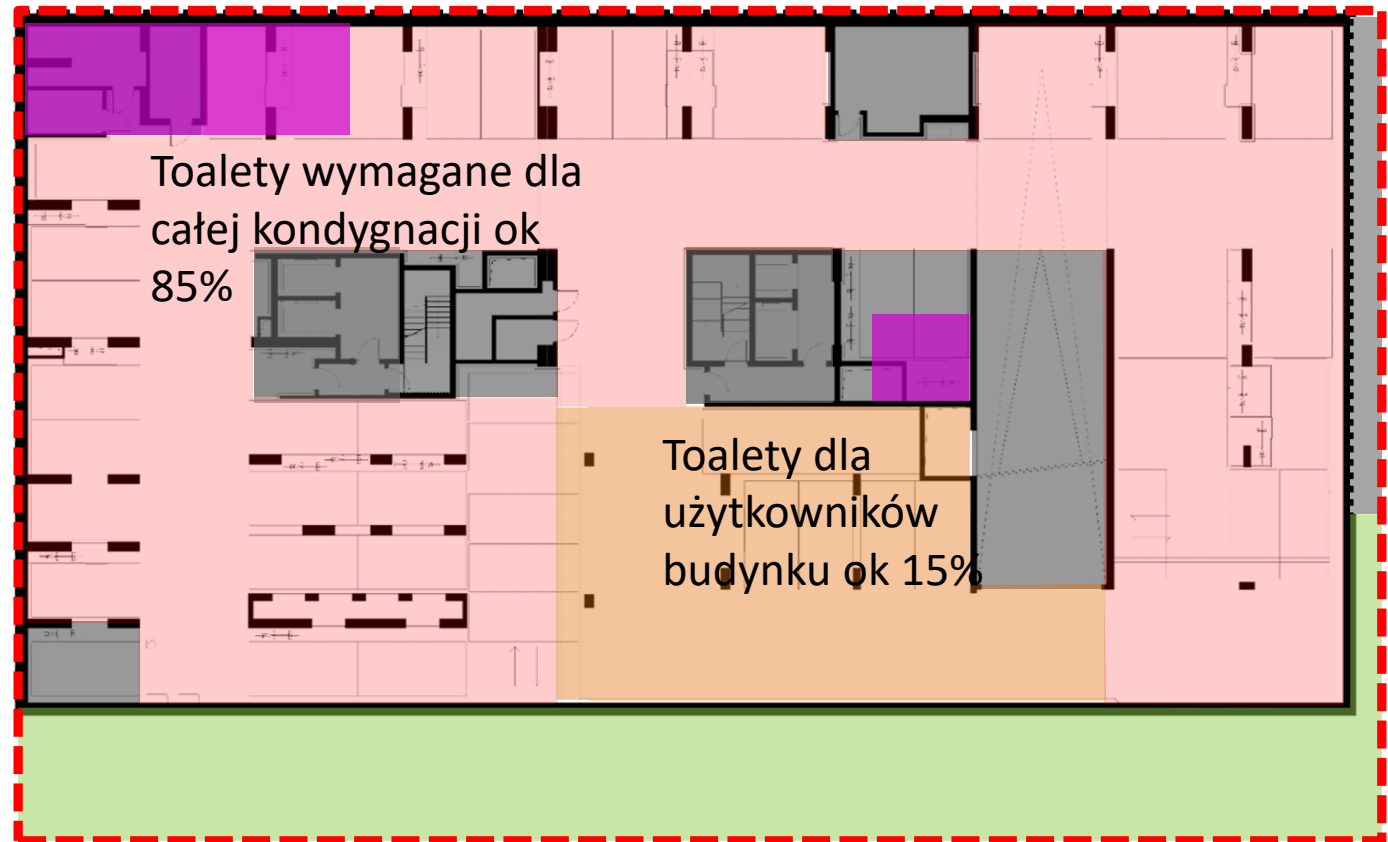 Toalety wymagane dla
całej kondygnacji ok
85%
Toalety dla
użytkowników
budynku ok 15%